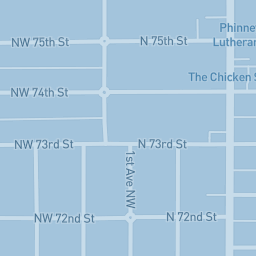 Phinne
NW 75th St
N 75th St
Luthera
The Chicken S
NW 74th St
NW 73rd St
N 73rd St
1st Ave NW
NW 72nd St
N 72nd St